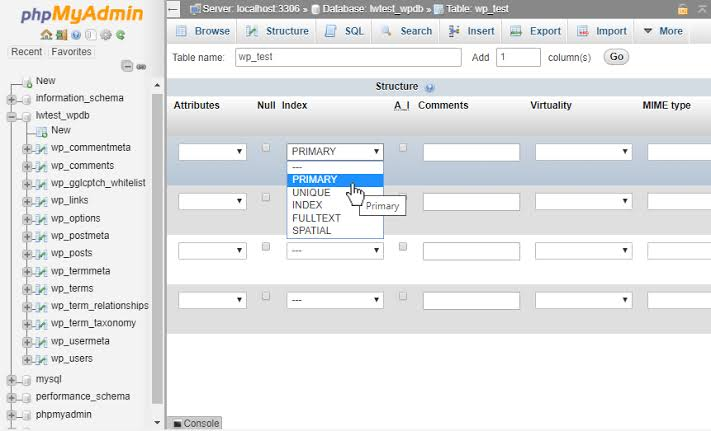 phpMyAdmin
Recent Favorites
New
information_schema
lwtest_wpdb
New
wp_commentmeta
wp_comments
wp_gglcptch_whitelist
wp_links
wp_options
wp_postmeta
wp_posts
wp_termmeta
wp_terms
wp_term_relationships
wp_term_taxonomy
wp_usermeta
wp_users
mysql
performance_schema
phpmyadmin
Server: localhost:3306 » Database: lwtest_wpdb » Table: wp_test
Browse Structure SQL Search Insert Export Import More
Table name: wp_test Add 1 column(s) Go
Structure
Attributes Null Index A_I Comments Virtuality MIME type
PRIMARY
---
PRIMARY
UNIQUE
INDEX
FULLTEXT
SPATIAL
Primary
---
---
Console